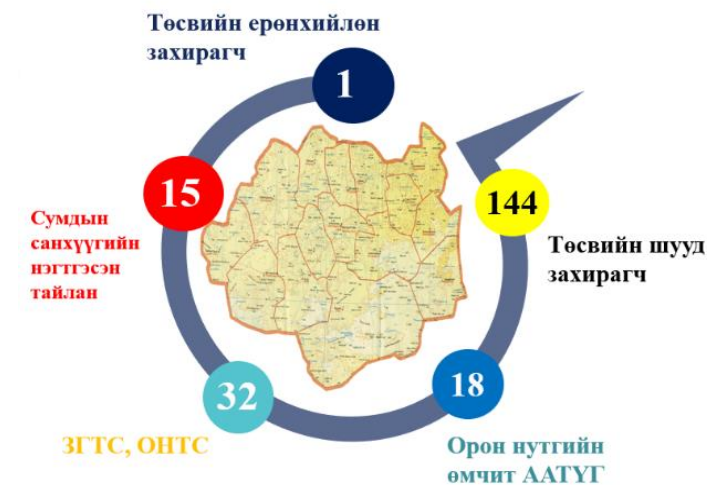 Төсвийн ерөнхийлөн
захирагч
1
15
Сумдын
санхүүгийн
нэгтгэсэн
тайлан
144
Төсвийн шууд
захирагч
32
ЗГТС, ОНТС
18
Орон нутгийн
өмчит ААТҮГ